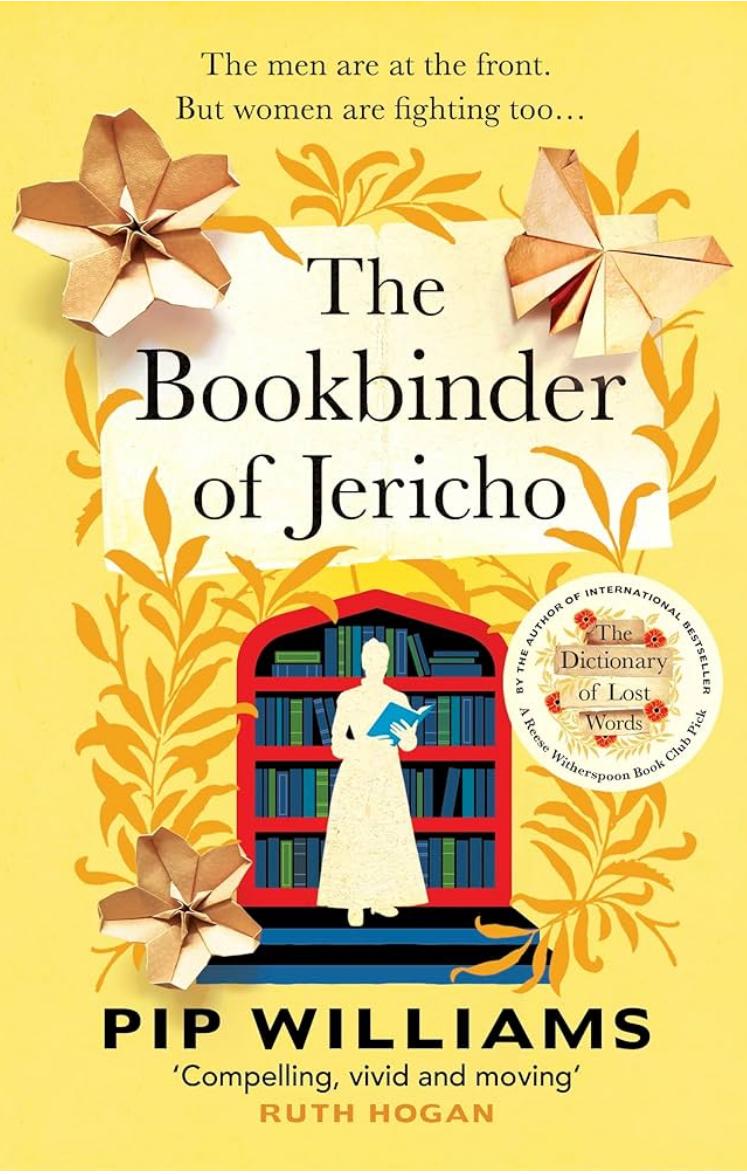 The men are at the front.
But women are fighting too…
The
Bookbinder
of Jericho
BY THE AUTHOR OF INTERNATIONAL BESTSELLER
The
Dictionary
of Lost
Words
A Reese Witherspoon Book Club Pick
PIP WILLIAMS
‘Compelling, vivid and moving’
RUTH HOGAN